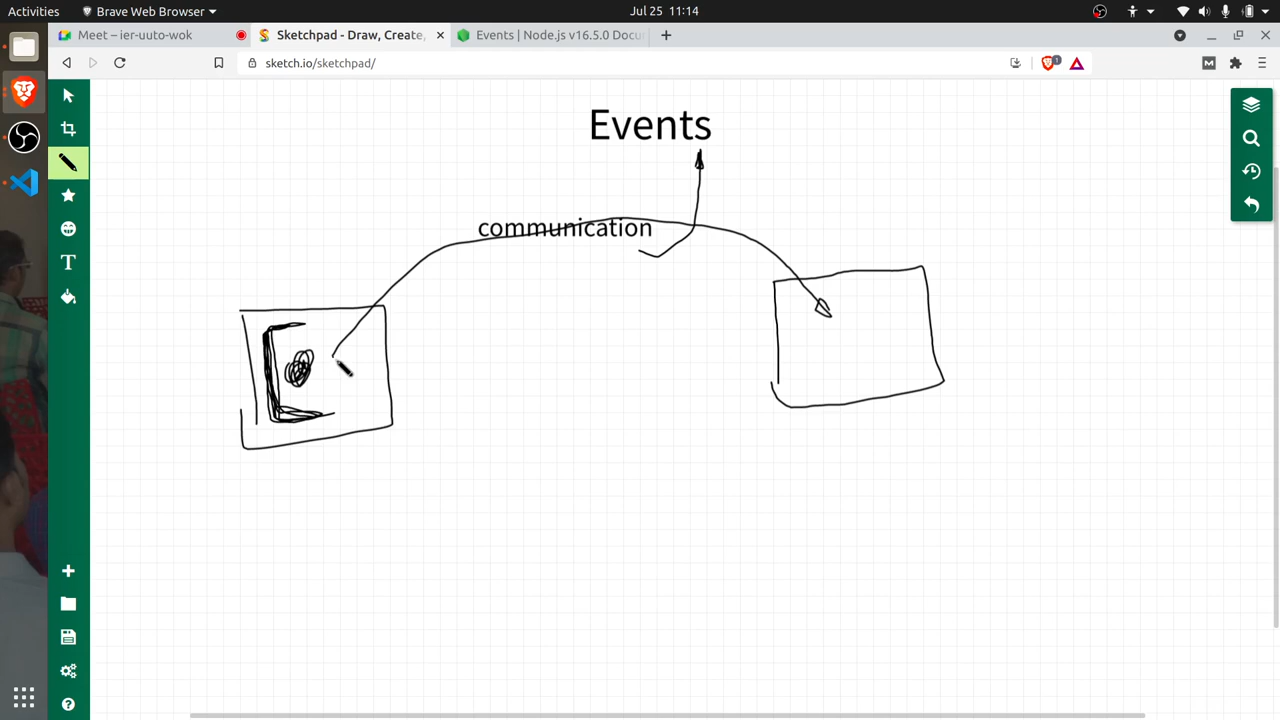 Activities
Brave Web Browser
Jul 25 11:14
Meet – ier-uuto-wok
Sketchpad - Draw, Create,
Events | Node.js v16.5.0 Docu
sketch.io/sketchpad/
1
M
Events
communication
T
?